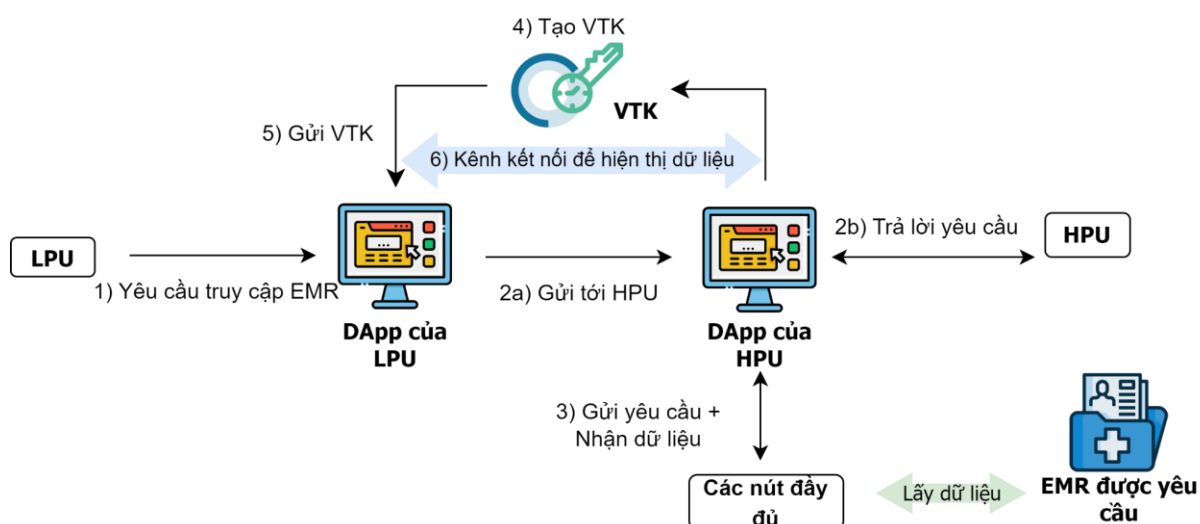 4) Tạo VTK
VTK
5) Gửi VTK
6) Kênh kết nối để hiện thị dữ liệu
LPU
1) Yêu cầu truy cập EMR
DApp của
LPU
2a) Gửi tới HPU
DApp của
HPU
2b) Trả lời yêu cầu
HPU
3) Gửi yêu cầu +
Nhận dữ liệu
Các nút đầy
đủ
Lấy dữ liệu
EMR được yêu
cầu